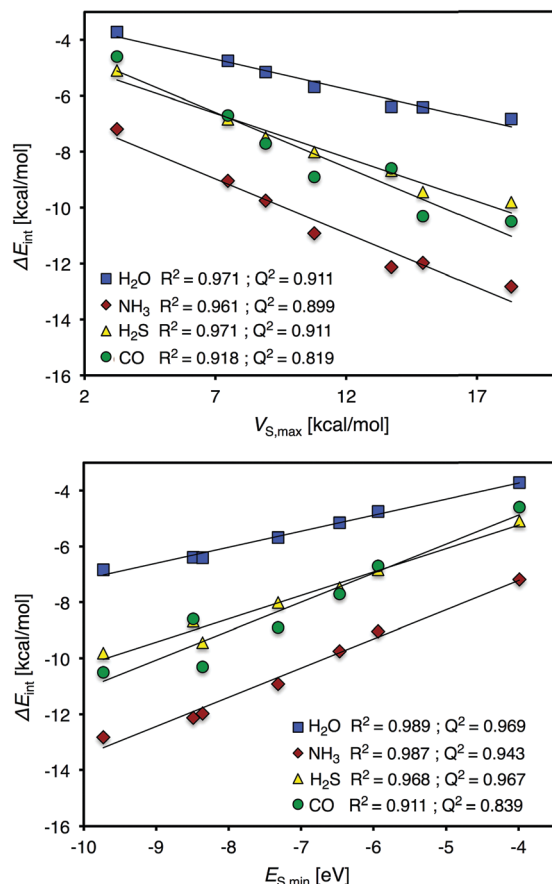 -4
-6
-8
-10
-12
-14
-16
ΔE_int [kcal/mol]
H₂O R² = 0.971 ; Q² = 0.911
NH₃ R² = 0.961 ; Q² = 0.899
H₂S R² = 0.971 ; Q² = 0.911
CO R² = 0.918 ; Q² = 0.819
2 7 12 17
V_S,max [kcal/mol]
-4
-6
-8
-10
-12
-14
-16
ΔE_int [kcal/mol]
H₂O R² = 0.989 ; Q² = 0.969
NH₃ R² = 0.987 ; Q² = 0.943
H₂S R² = 0.968 ; Q² = 0.967
CO R² = 0.911 ; Q² = 0.839
-10 -9 -8 -7 -6 -5 -4
E_S,min [eV]